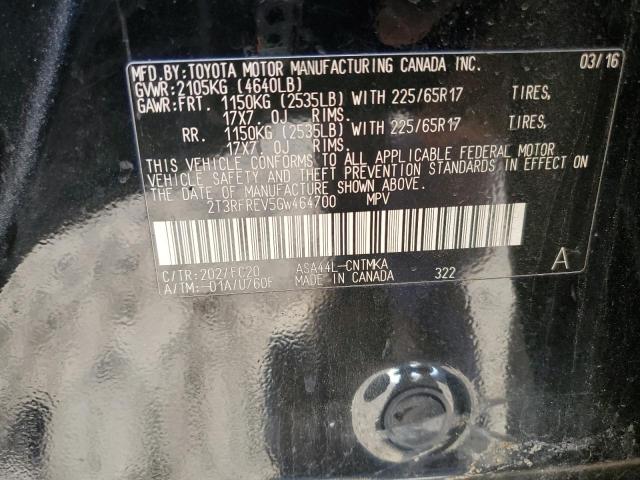 MFD.BY:TOYOTA MOTOR MANUFACTURING CANADA INC. 03/16
GVWR:2105KG (4640LB)
GAWR:FRT. 1150KG (2535LB) WITH 225/65R17 TIRES,
17X7.0J RIMS.
RR. 1150KG (2535LB) WITH 225/65R17 TIRES,
17X7.0J RIMS.
THIS VEHICLE CONFORMS TO ALL APPLICABLE FEDERAL MOTOR
VEHICLE SAFETY AND THEFT PREVENTION STANDARDS IN EFFECT ON
THE DATE OF MANUFACTURE SHOWN ABOVE.
2T3RFREV5GW464700 MPV
C/TR:202/FC20 ASA44L-CNTMKA A
A/TM:-01A/U760F MADE IN CANADA 322